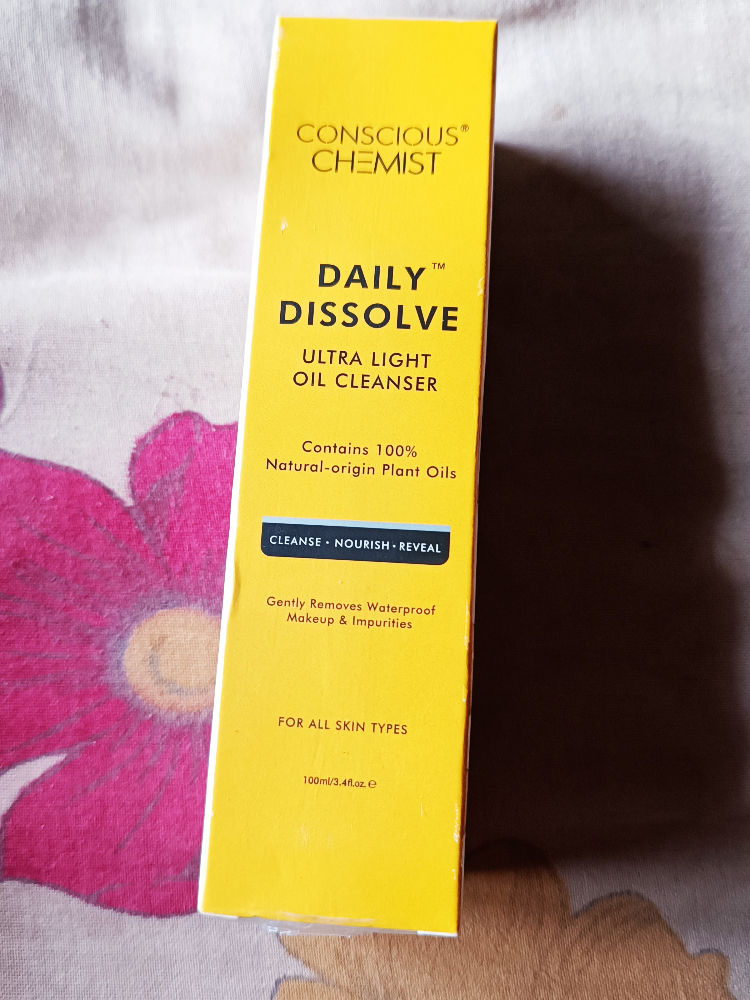 CONSCIOUS®
CHEMIST
DAILY™
DISSOLVE
ULTRA LIGHT
OIL CLEANSER
Contains 100%
Natural-origin Plant Oils
CLEANSE • NOURISH • REVEAL
Gently Removes Waterproof
Makeup & Impurities
FOR ALL SKIN TYPES
100ml/3.4fl.oz. ℮